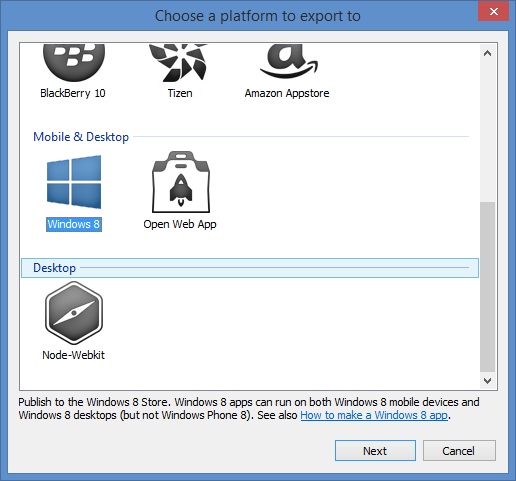 Choose a platform to export to
BlackBerry 10 Tizen Amazon Appstore
Mobile & Desktop
Windows 8 Open Web App
Desktop
Node-Webkit
Publish to the Windows 8 Store. Windows 8 apps can run on both Windows 8 mobile devices and
Windows 8 desktops (but not Windows Phone 8). See also How to make a Windows 8 app.
Next Cancel